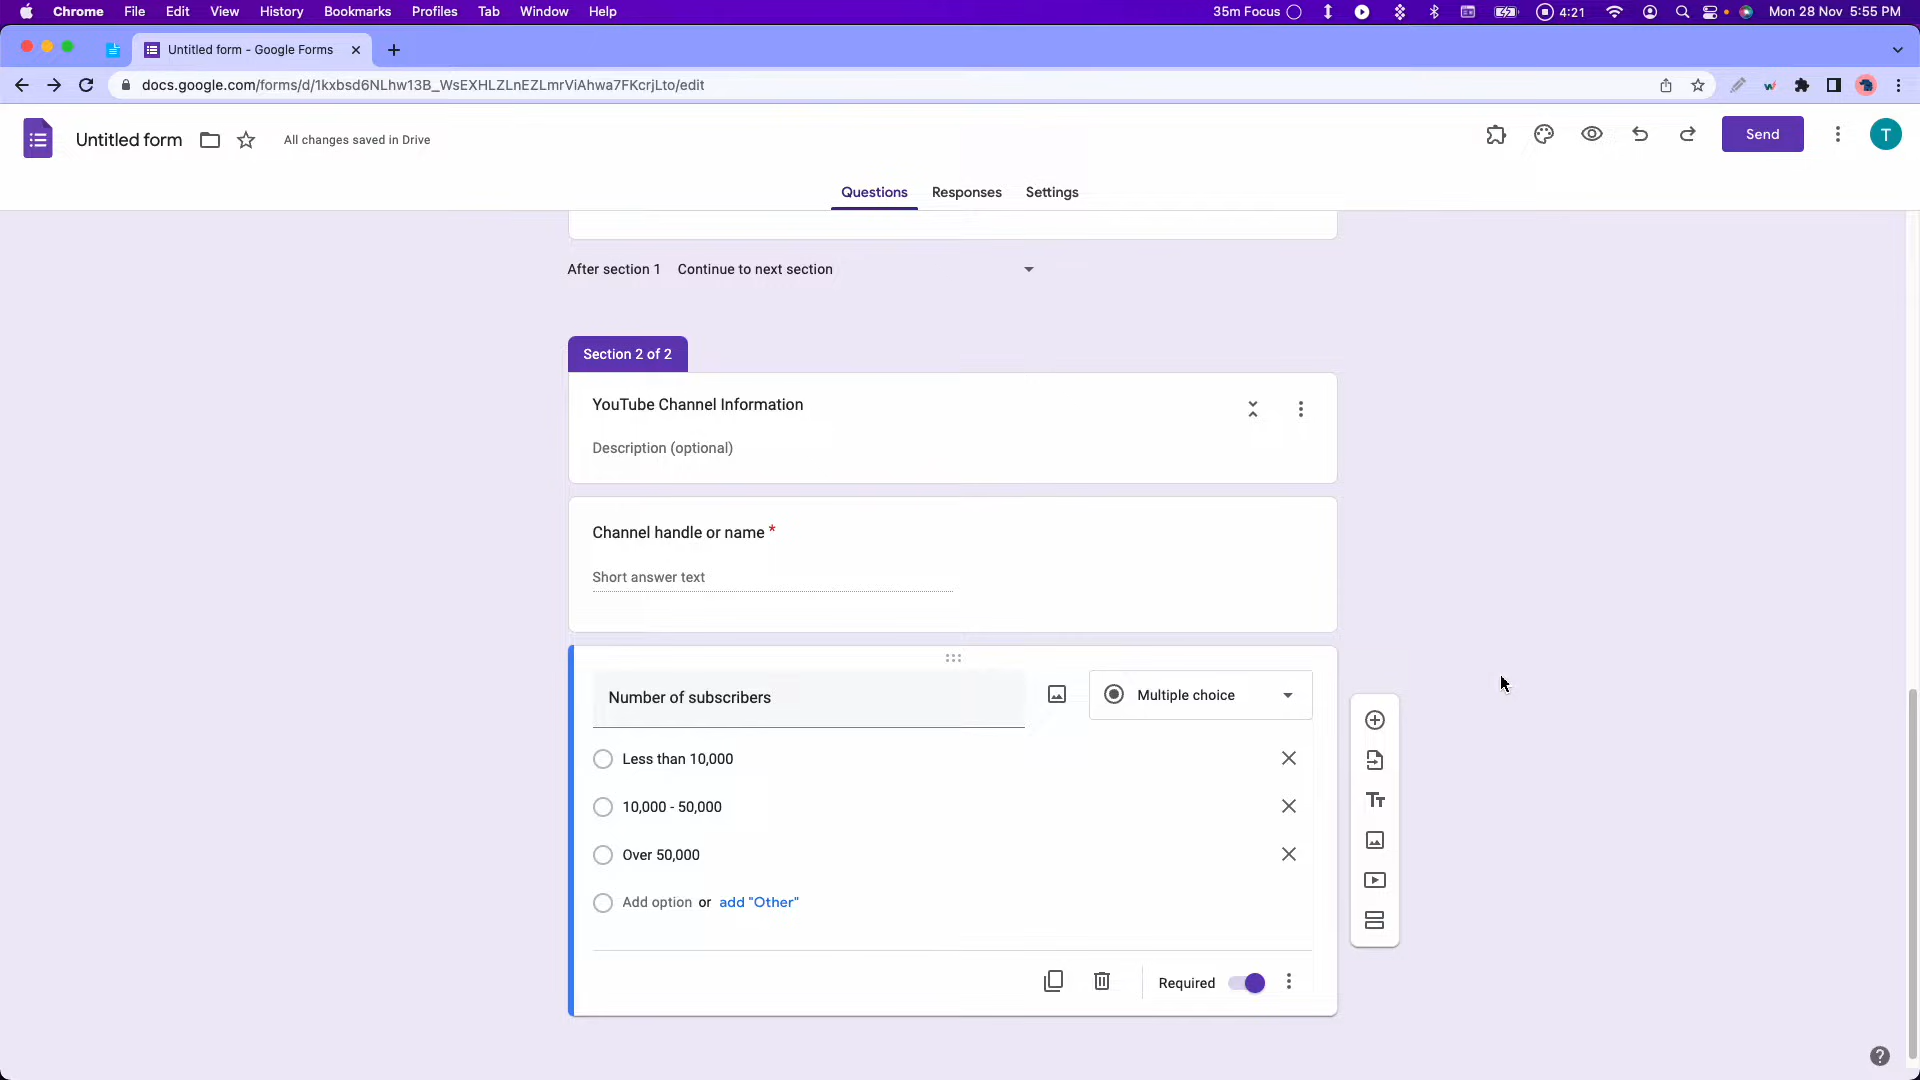 Chrome File Edit View History Bookmarks Profiles Tab Window Help 35m Focus 4:21 Mon 28 Nov 5:55 PM
Untitled form - Google Forms
docs.google.com/forms/d/1kxbsd6NLhw13B_WsEXHLZLnEZLmrViAhwa7FKcrjLto/edit
Untitled form All changes saved in Drive Send T
Questions Responses Settings
After section 1 Continue to next section
Section 2 of 2
YouTube Channel Information
Description (optional)
Channel handle or name *
Short answer text
Number of subscribers Multiple choice
Less than 10,000
10,000 - 50,000
Over 50,000
Add option or add "Other"
Required